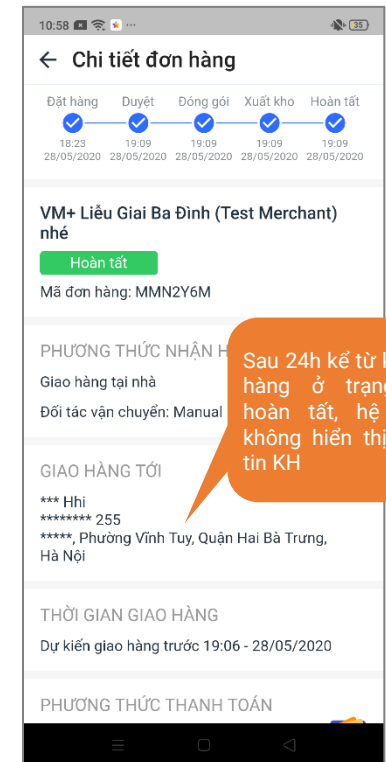 10:58
35
Chi tiết đơn hàng
Đặt hàng Duyệt Đóng gói Xuất kho Hoàn tất
18:23 19:09 19:09 19:09 19:09
28/05/2020 28/05/2020 28/05/2020 28/05/2020 28/05/2020
VM+ Liễu Giai Ba Đình (Test Merchant)
nhé
Hoàn tất
Mã đơn hàng: MMN2Y6M
PHƯƠNG THỨC NHẬN H
Giao hàng tại nhà
Đối tác vận chuyển: Manual
Sau 24h kể từ k
hàng ở trạng
hoàn tất, hệ
không hiển thị
tin KH
GIAO HÀNG TỚI
*** Hhi
******** 255
*****, Phường Vĩnh Tuy, Quận Hai Bà Trưng,
Hà Nội
THỜI GIAN GIAO HÀNG
Dự kiến giao hàng trước 19:06 - 28/05/2020
PHƯƠNG THỨC THANH TOÁN